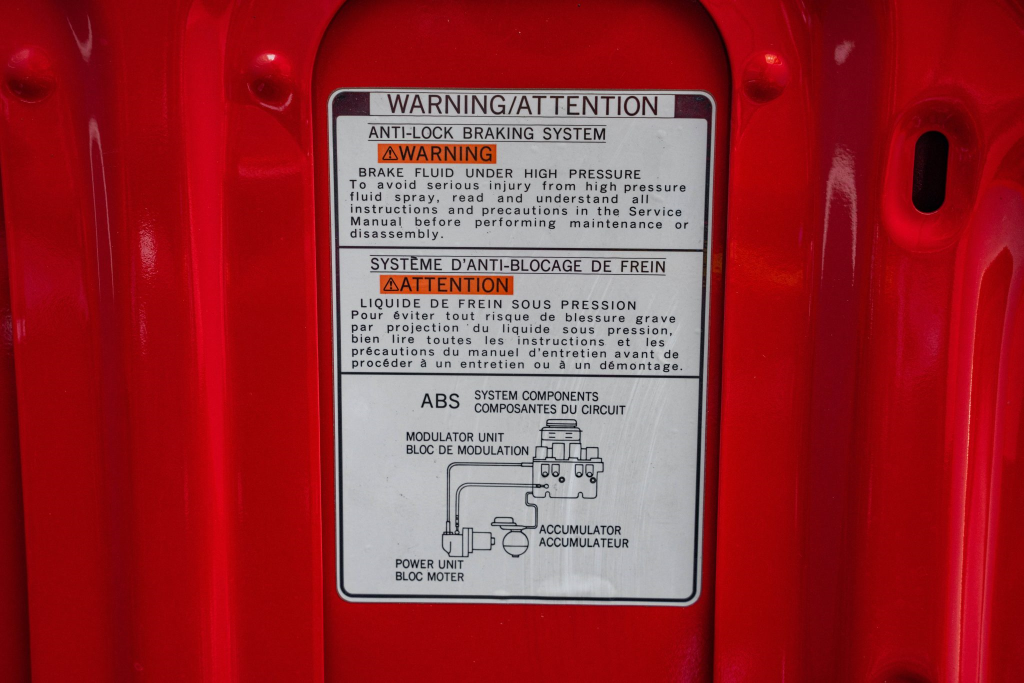 WARNING/ATTENTION
ANTI-LOCK BRAKING SYSTEM
⚠WARNING
BRAKE FLUID UNDER HIGH PRESSURE
To avoid serious injury from high pressure
fluid spray, read and understand all
instructions and precautions in the Service
Manual before performing maintenance or
disassembly.
SYSTÈME D'ANTI-BLOCAGE DE FREIN
⚠ATTENTION
LIQUIDE DE FREIN SOUS PRESSION
Pour éviter tout risque de blessure grave
par projection du liquide sous pression,
bien lire toutes les instructions et les
précautions du manuel d'entretien avant de
procéder à un entretien ou à un démontage.
ABS SYSTEM COMPONENTS
COMPOSANTES DU CIRCUIT
MODULATOR UNIT
BLOC DE MODULATION
ACCUMULATOR
ACCUMULATEUR
POWER UNIT
BLOC MOTER